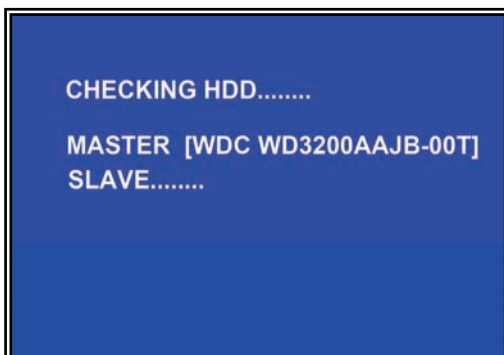 CHECKING HDD........
MASTER [WDC WD3200AAJB-00T]
SLAVE........